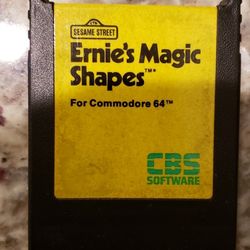 SESAME STREET
Ernie's Magic
Shapes™*
For Commodore 64™
CBS
SOFTWARE